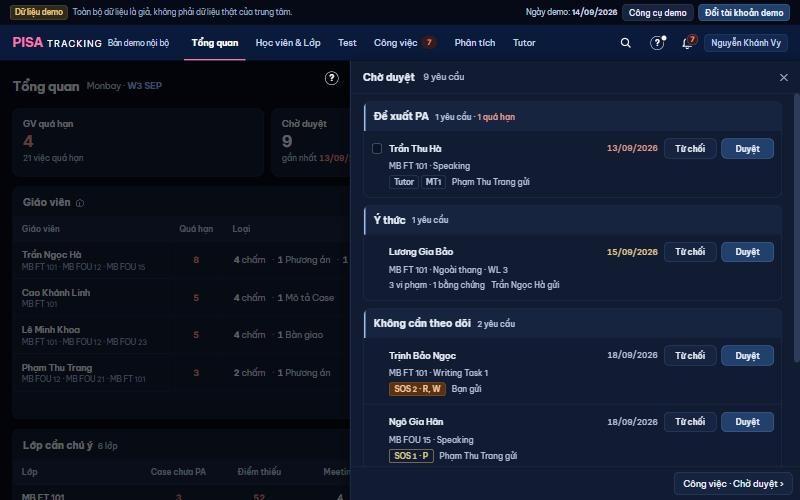 Dữ liệu demo Toàn bộ dữ liệu là giả, không phải dữ liệu thật của trung tâm. Ngày demo: 14/09/2026 Công cụ demo Đổi tài khoản demo
PISA TRACKING Bản demo nội bộ Tổng quan Học viên & Lớp Test Công việc 7 Phân tích Tutor ? 7 Nguyễn Khánh Vy
Tổng quan Monbay · W3 SEP ?
GV quá hạn
4
21 việc quá hạn
Chờ duyệt
9
gần nhất 13/09/
Giáo viên
Giáo viên Quá hạn Loại
Trần Ngọc Hà 8 4 chấm · 1 Phương án · 1
MB FT 101 · MB FOU 12 · MB FOU 15
Cao Khánh Linh 5 4 chấm · 1 Mô tả Case
MB FT 101
Lê Minh Khoa 5 4 chấm · 1 Bàn giao
MB FT 101 · MB FOU 12 · MB FOU 23
Phạm Thu Trang 3 2 chấm · 1 Phương án
MB FOU 12 · MB FOU 21 · MB FT 101
Lớp cần chú ý 6 lớp
Lớp Case chưa PA Điểm thiếu Meetin
MB FT 101 3 52 4
Chờ duyệt 9 yêu cầu ×
Đề xuất PA 1 yêu cầu · 1 quá hạn
Trần Thu Hà 13/09/2026 Từ chối Duyệt
MB FT 101 · Speaking
Tutor MT1 Phạm Thu Trang gửi
Ý thức 1 yêu cầu
Lương Gia Bảo 15/09/2026 Từ chối Duyệt
MB FT 101 · Ngoài thang · WL 3
3 vi phạm · 1 bằng chứng Trần Ngọc Hà gửi
Không cần theo dõi 2 yêu cầu
Trịnh Bảo Ngọc 18/09/2026 Từ chối Duyệt
MB FT 101 · Writing Task 1
SOS 2 · R, W Bạn gửi
Ngô Gia Hân 18/09/2026 Từ chối Duyệt
MB FOU 15 · Speaking
SOS 1 · P Phạm Thu Trang gửi
Công việc · Chờ duyệt ›